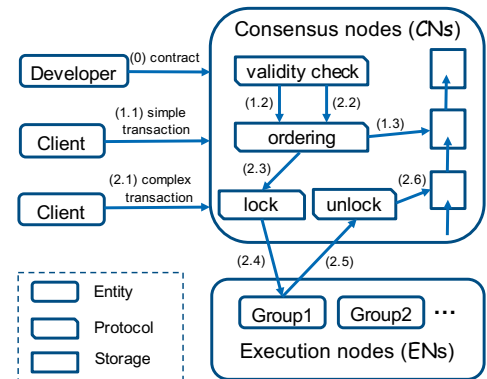 Consensus nodes (CNs)
(0) contract
Developer
validity check
(1.1) simple
transaction
(1.2)
(2.2)
Client
ordering
(1.3)
(2.3)
(2.1) complex
transaction
(2.6)
Client
lock
unlock
(2.4)
(2.5)
Entity
Protocol
Storage
Group1
Group2
...
Execution nodes (ENs)